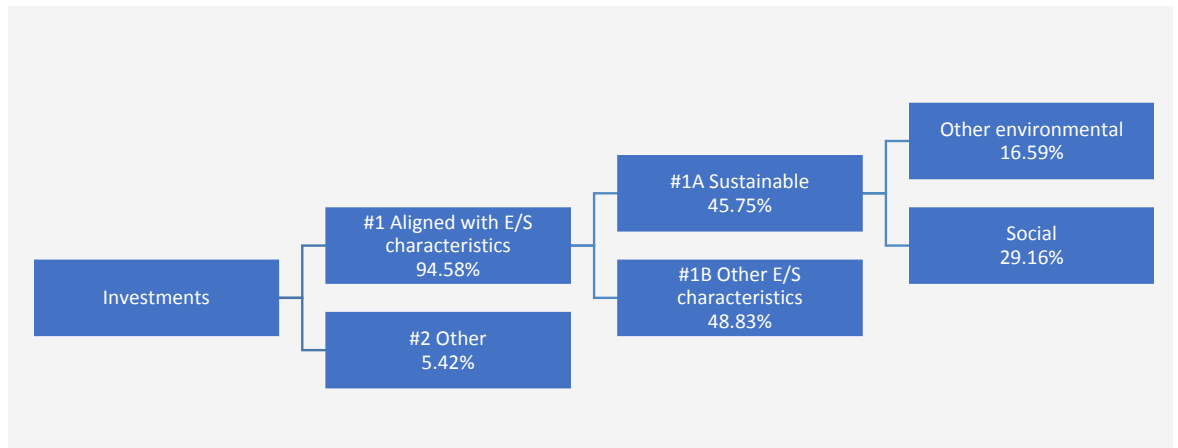 Investments
#1 Aligned with E/S
characteristics
94.58%
#2 Other
5.42%
#1A Sustainable
45.75%
#1B Other E/S
characteristics
48.83%
Other environmental
16.59%
Social
29.16%